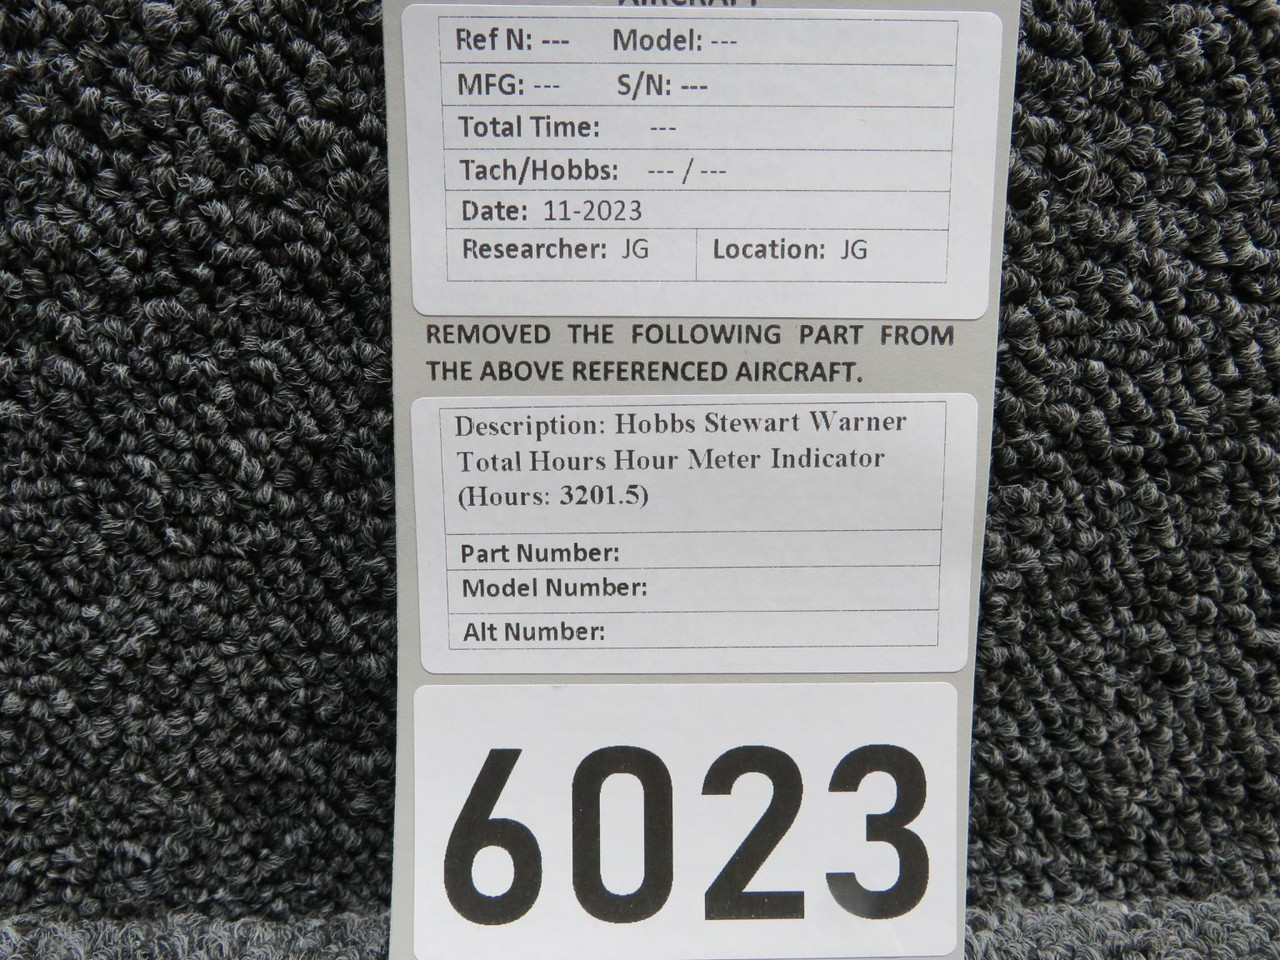 AIRCRAFT
Ref N: --- Model: ---
MFG: --- S/N: ---
Total Time: ---
Tach/Hobbs: --- / ---
Date: 11-2023
Researcher: JG Location: JG
REMOVED THE FOLLOWING PART FROM
THE ABOVE REFERENCED AIRCRAFT.
Description: Hobbs Stewart Warner
Total Hours Hour Meter Indicator
(Hours: 3201.5)
Part Number:
Model Number:
Alt Number:
6023